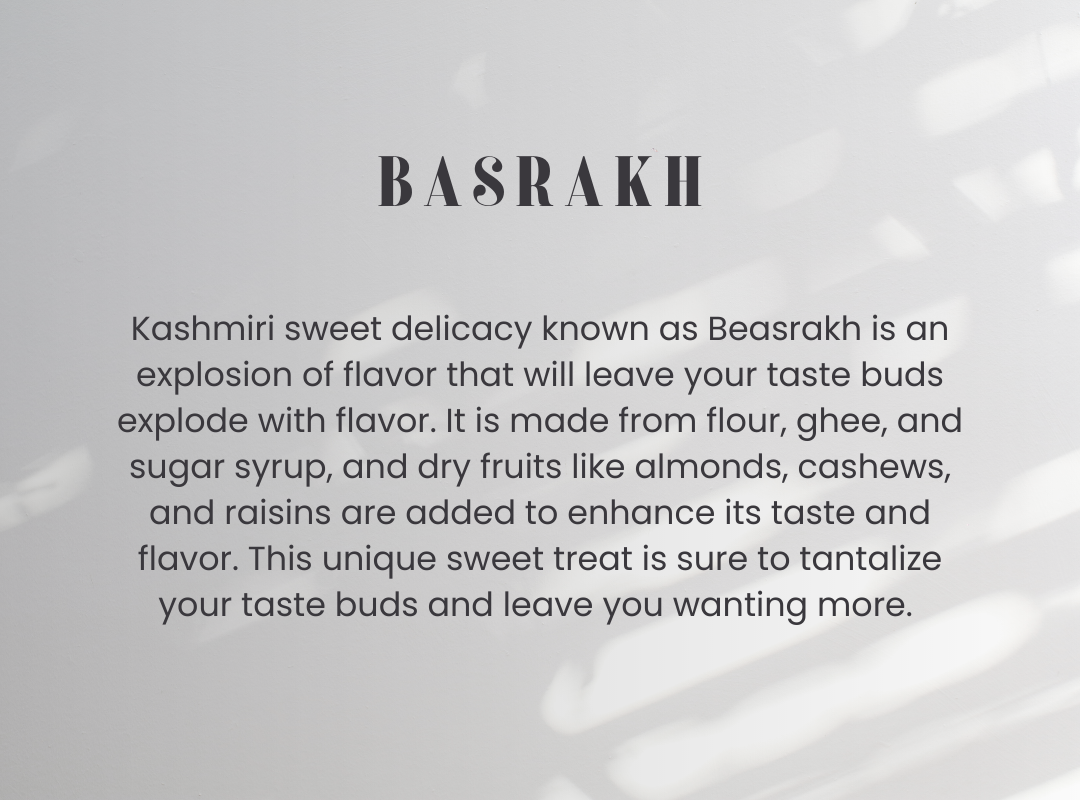 BASRAKH
Kashmiri sweet delicacy known as Beasrakh is an
explosion of flavor that will leave your taste buds
explode with flavor. It is made from flour, ghee, and
sugar syrup, and dry fruits like almonds, cashews,
and raisins are added to enhance its taste and
flavor. This unique sweet treat is sure to tantalize
your taste buds and leave you wanting more.